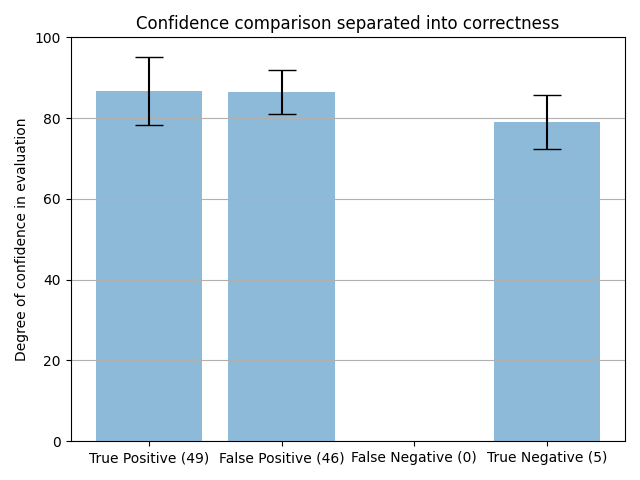 Confidence comparison separated into correctness
Degree of confidence in evaluation
100
80
60
40
20
0
True Positive (49)
False Positive (46)
False Negative (0)
True Negative (5)